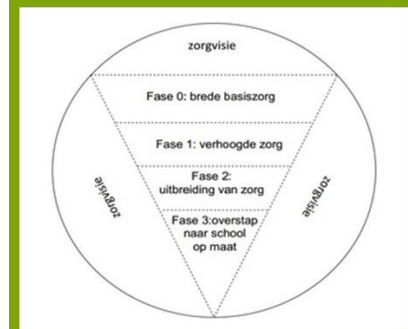 zorgvisie
Fase 0: brede basiszorg
Fase 1: verhoogde zorg
Fase 2:
uitbreiding van zorg
Fase 3:overstap
naar school
op maat
zorgvisie
zorgvisie